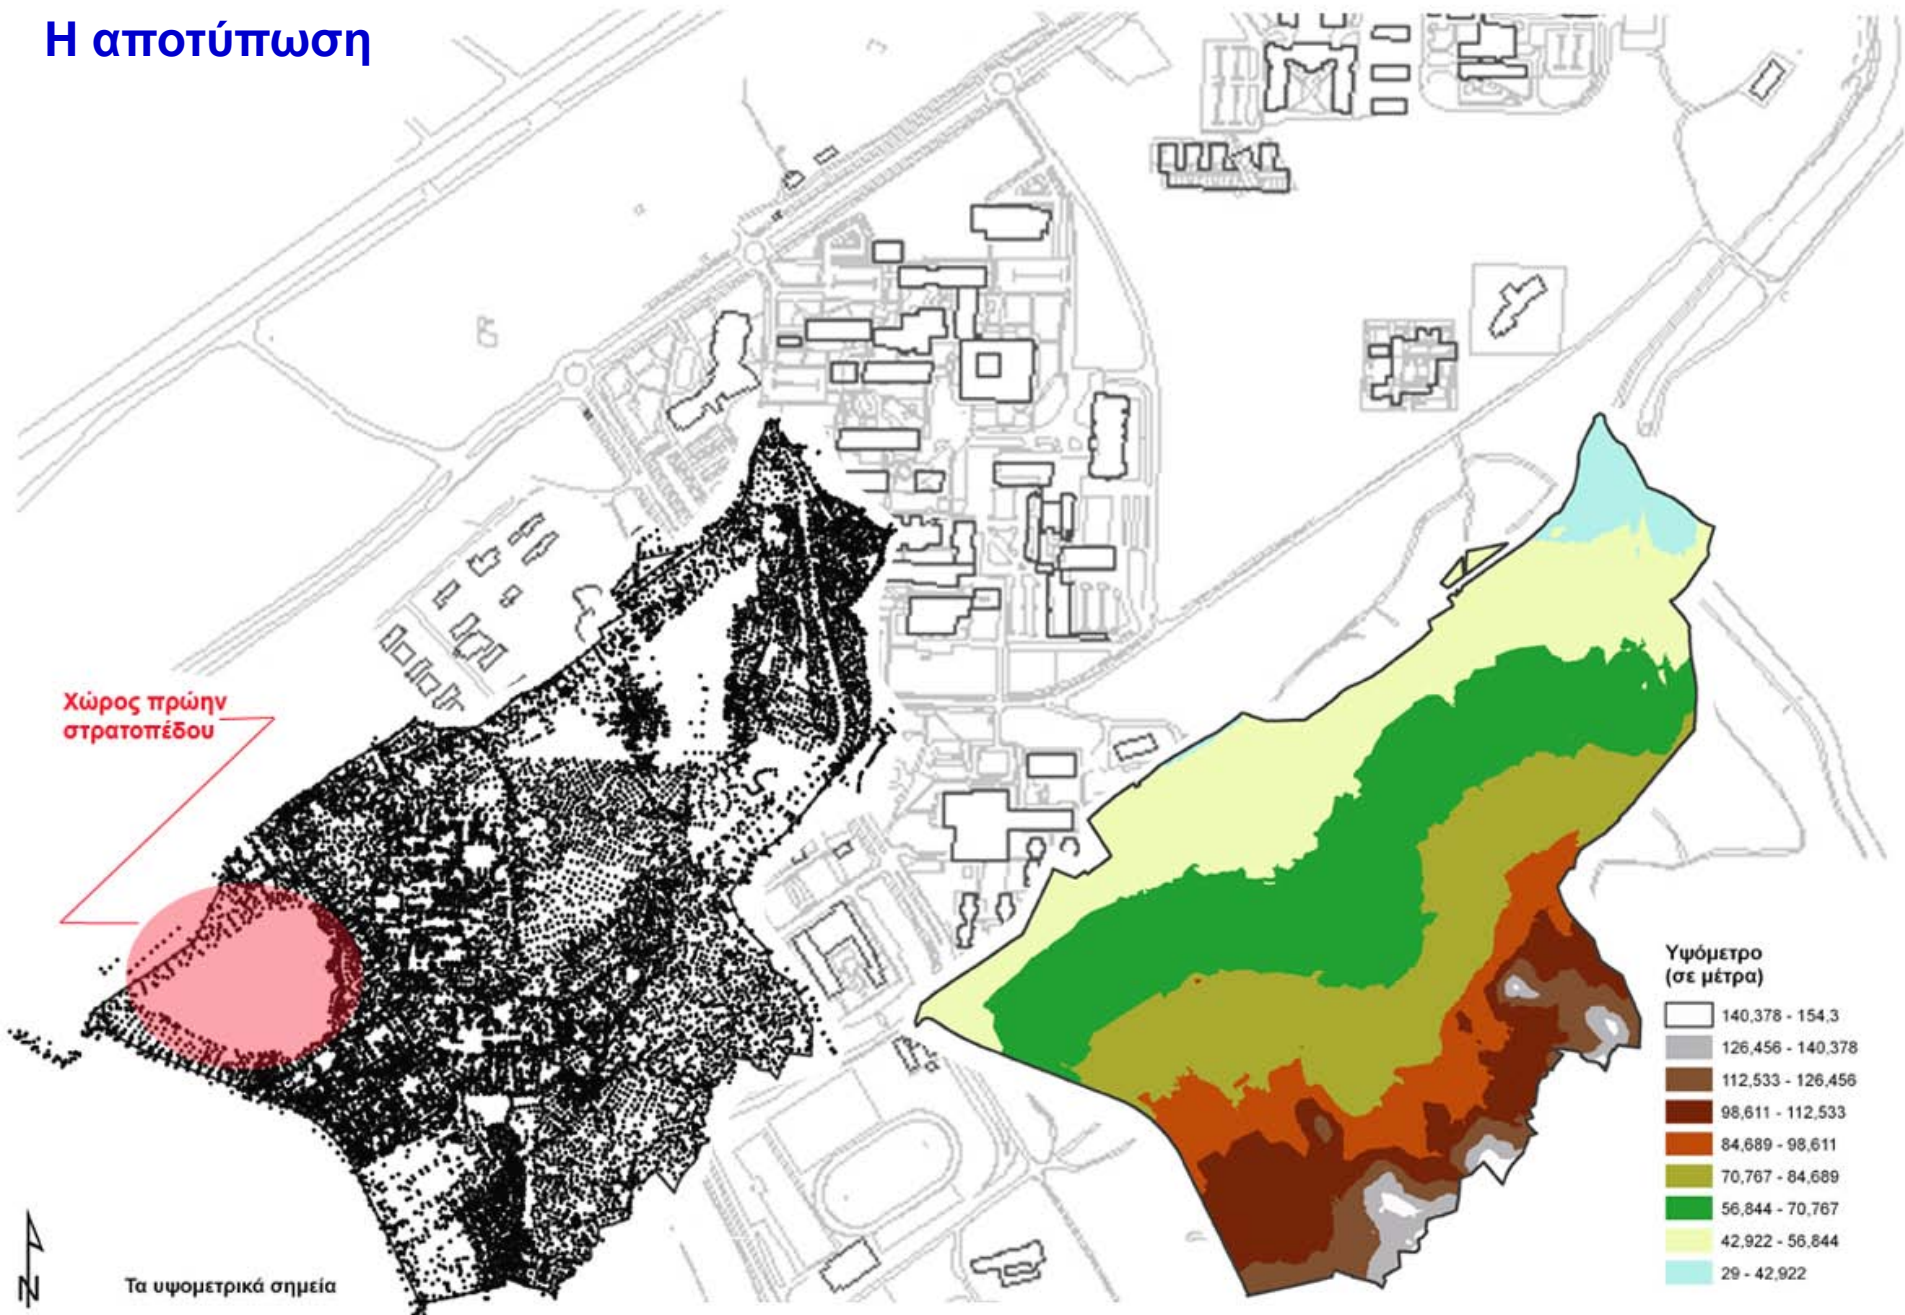 Η αποτύπωση
Χώρος πρώην
στρατοπέδου
Υψόμετρο
(σε μέτρα)
140,378 - 154,3
126,456 - 140,378
112,533 - 126,456
98,611 - 112,533
84,689 - 98,611
70,767 - 84,689
56,844 - 70,767
42,922 - 56,844
29 - 42,922
N
Τα υψομετρικά σημεία